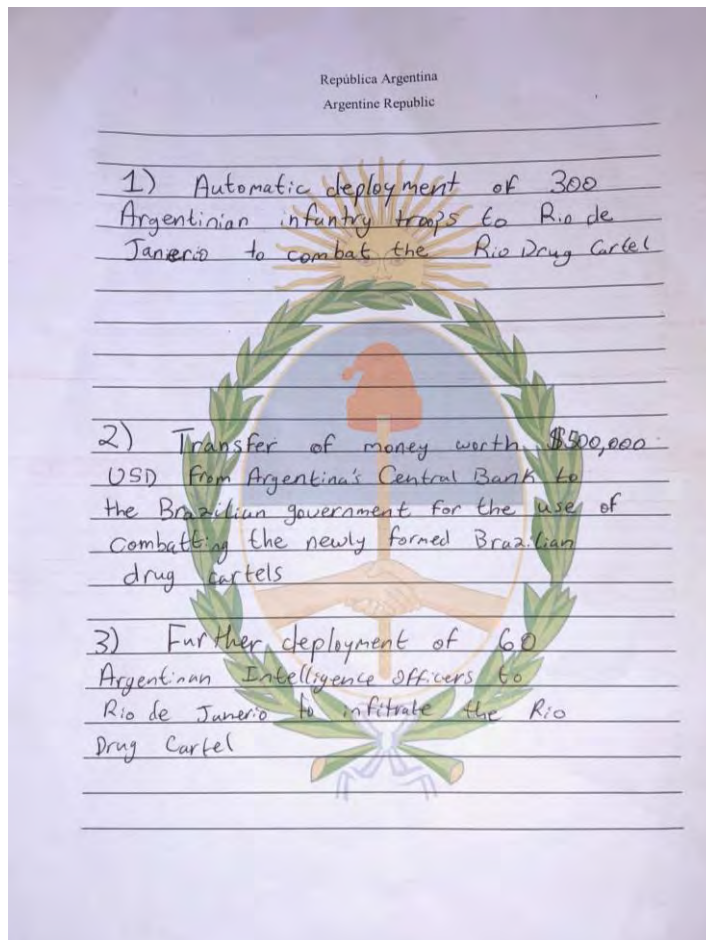 República Argentina
Argentine Republic
1) Automatic deployment of 300
Argentinian infantry troops to Rio de
Janierio to combat the Rio Drug Cartel
2) Transfer of money worth $500,000
USD from Argentina's Central Bank to
the Brazilian government for the use of
combatting the newly formed Brazilian
drug cartels
3) Further deployment of 60
Argentinan Intelligence officers to
Rio de Janerio to infitrate the Rio
Drug Cartel